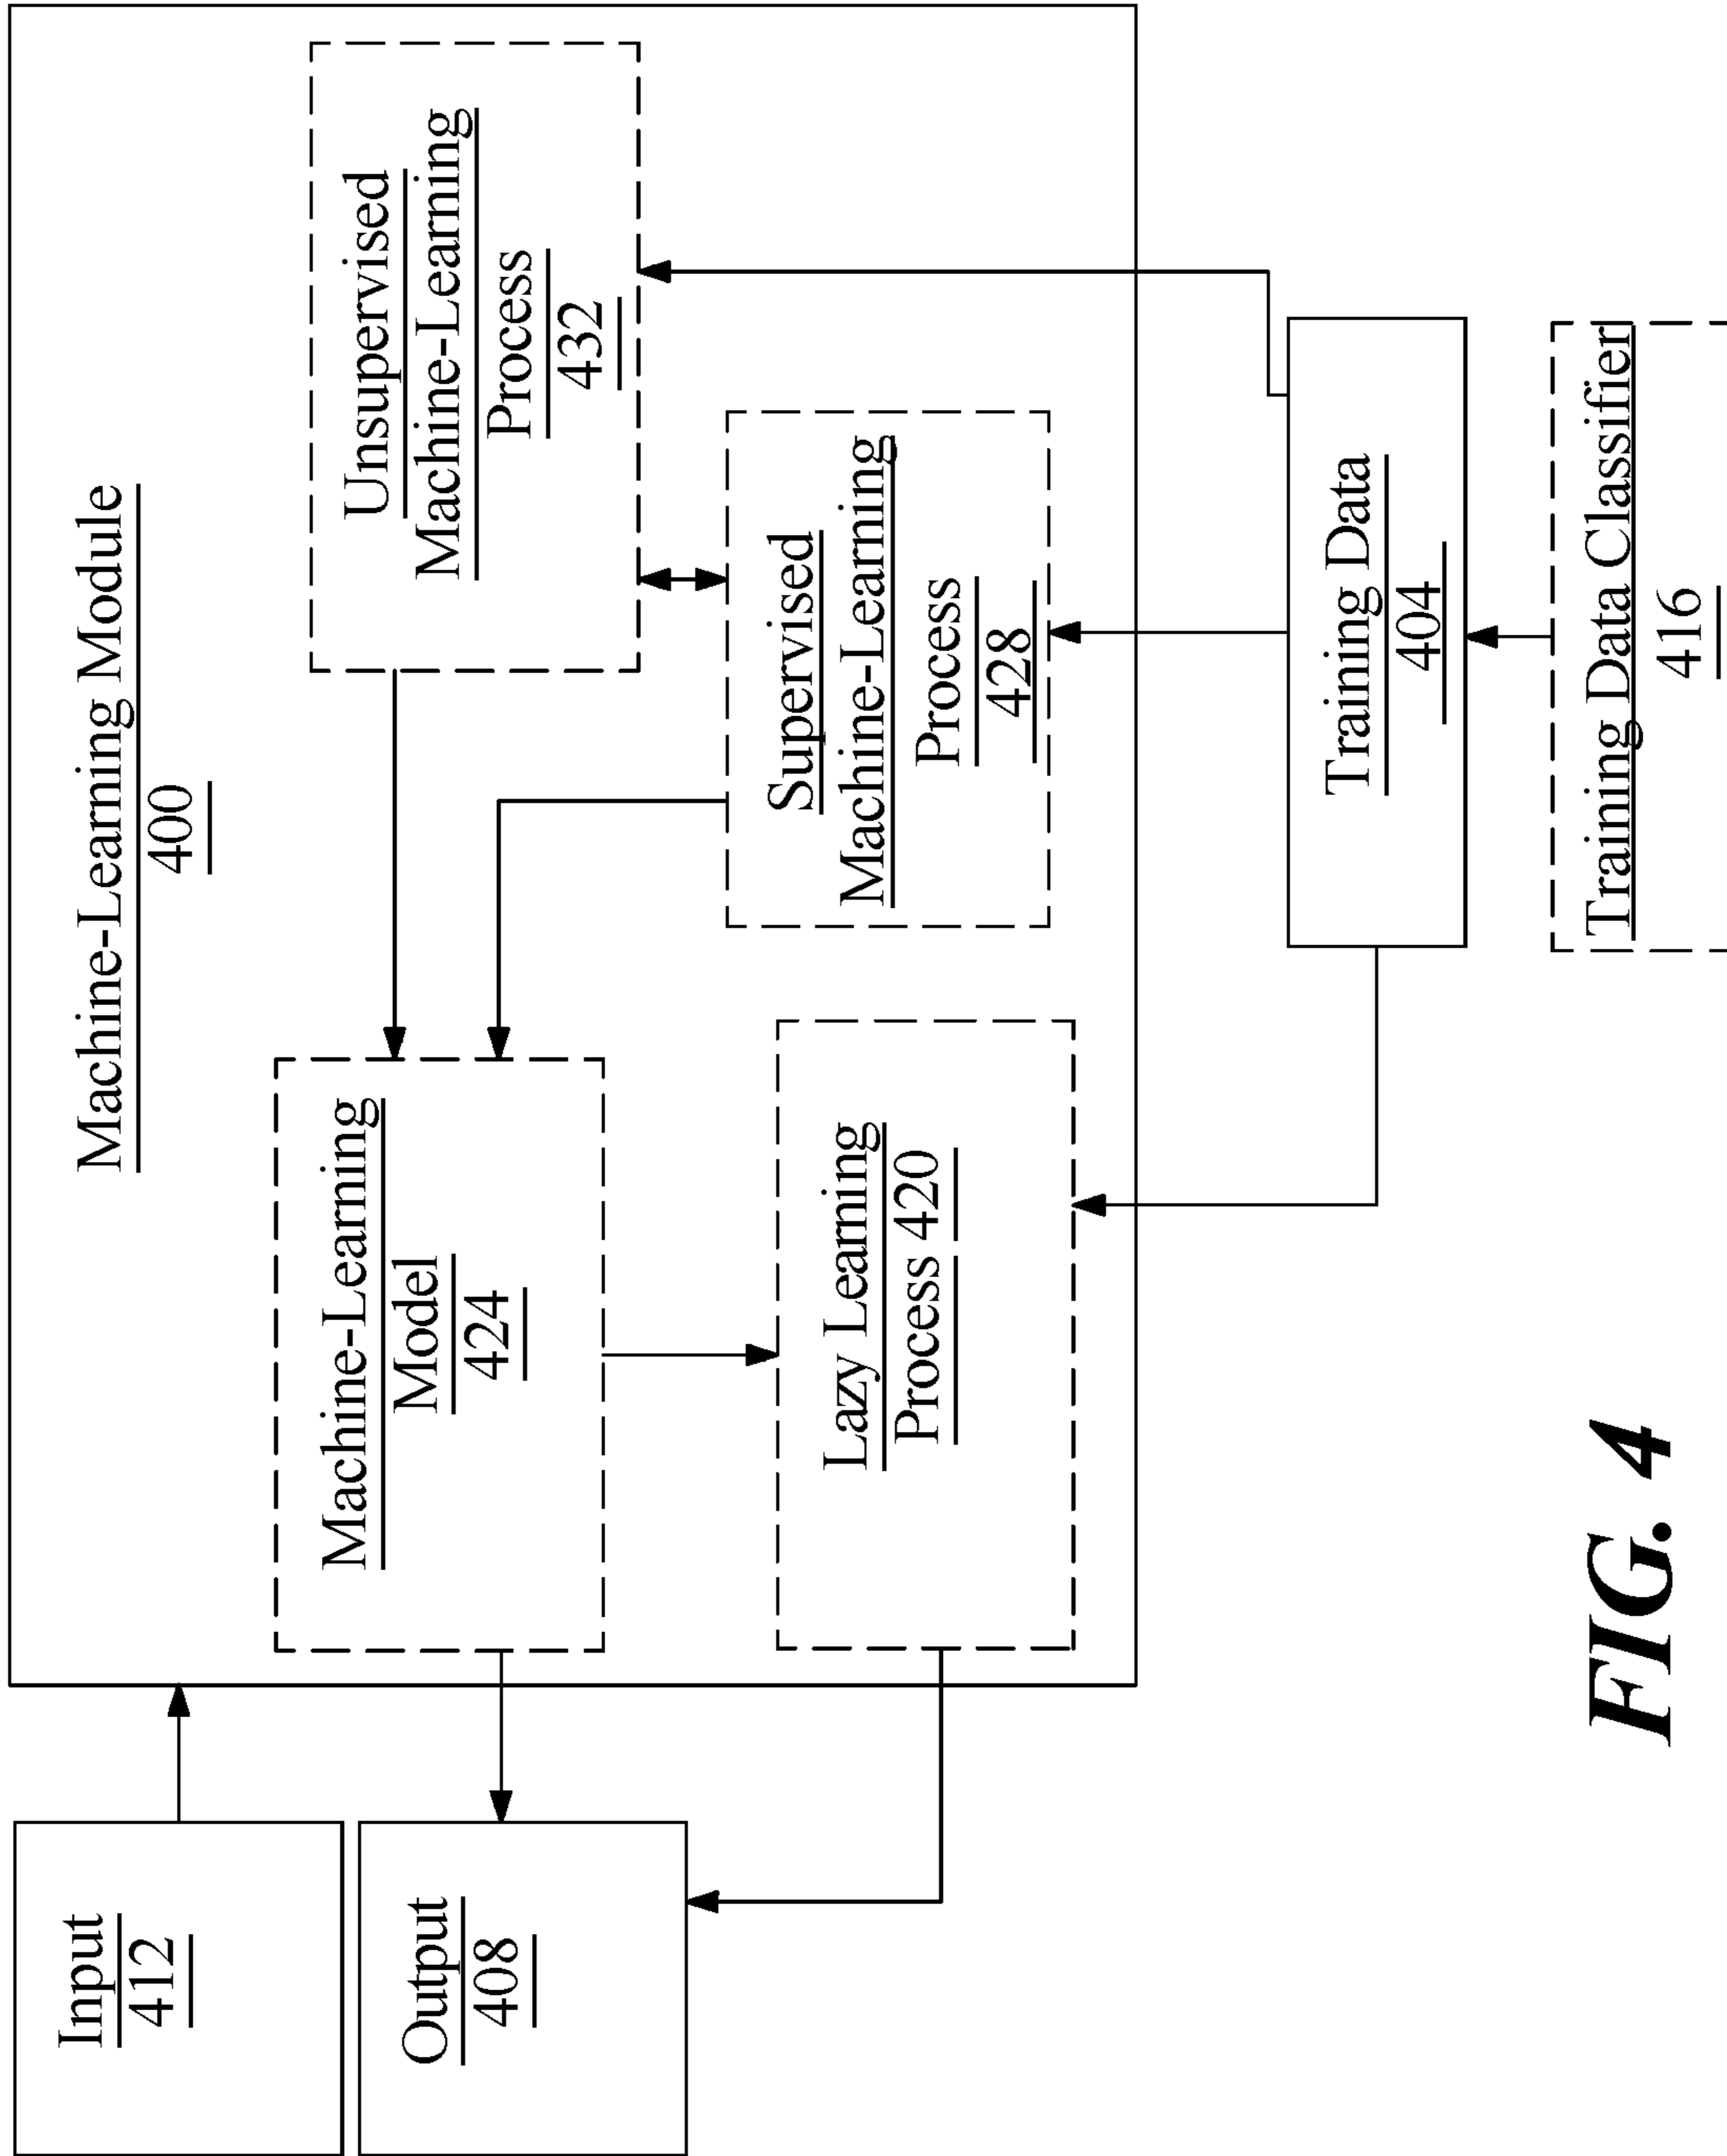 Machine-Learning Module
400
Input
412
Output
408
Machine-Learning
Model
424
Unsupervised
Machine-Learning
Process
432
Lazy Learning
Process 420
Supervised
Machine-Learning
Process
428
Training Data
404
Training Data Classifier
416
FIG. 4